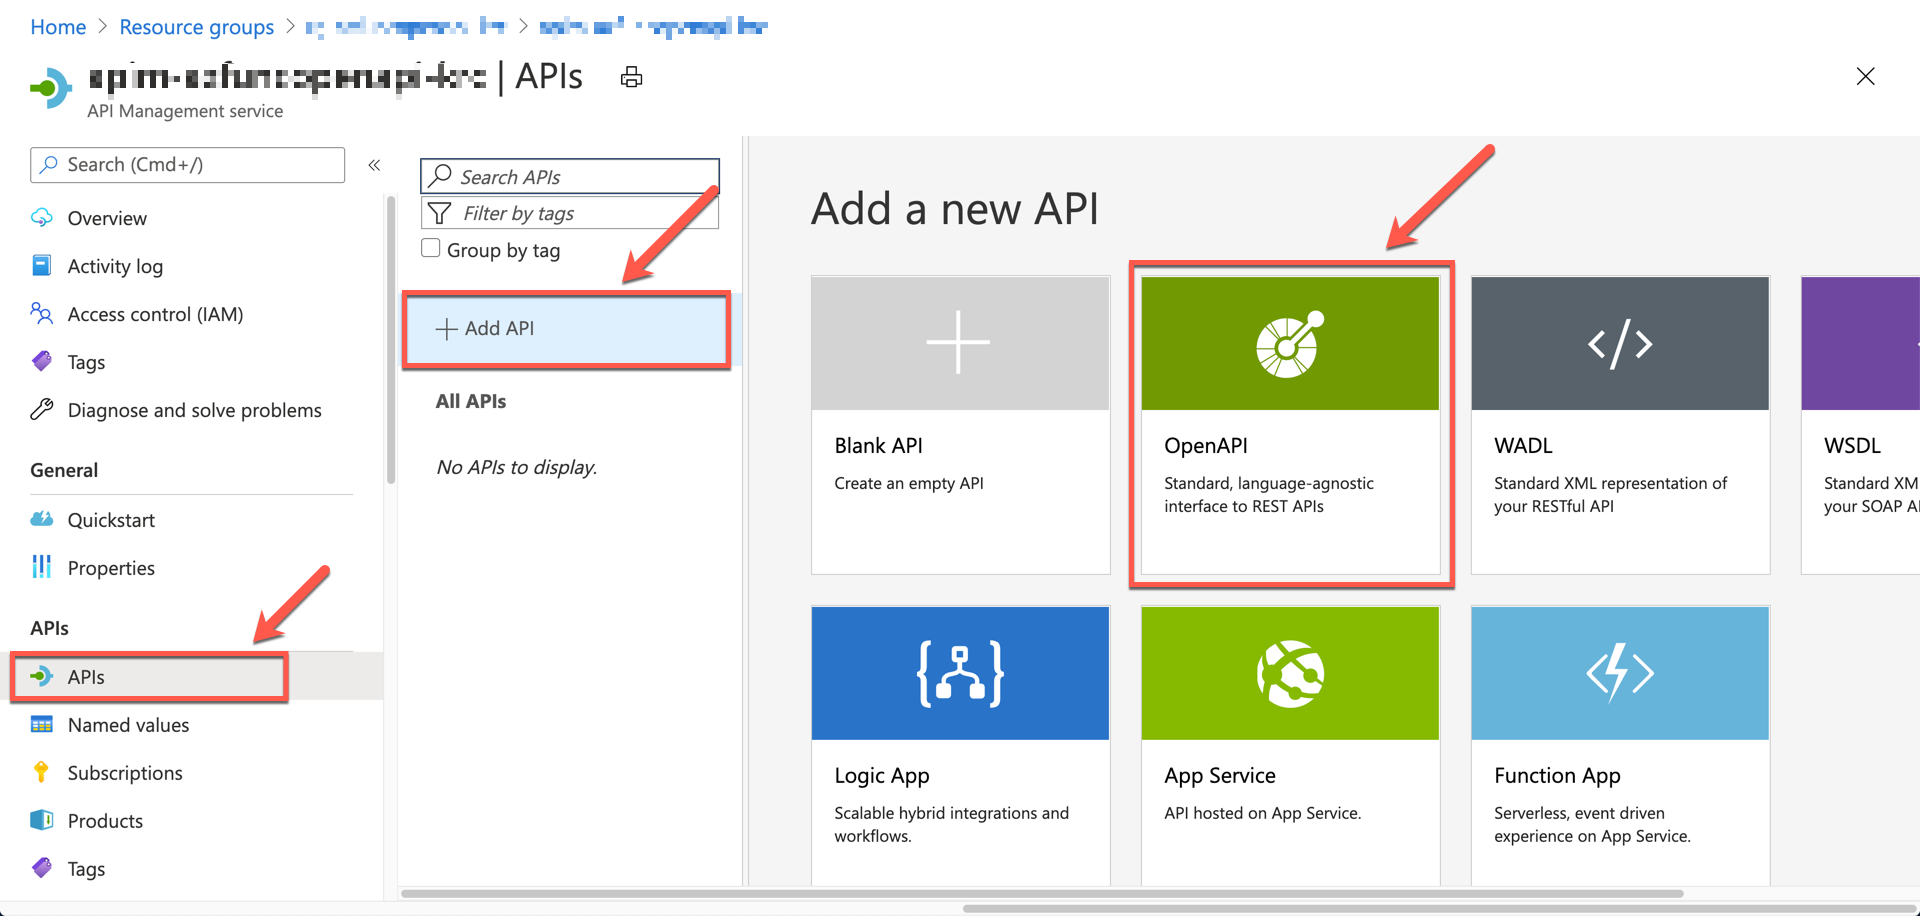 Home > Resource groups >
| APIs
API Management service
Search (Cmd+/)
«
Overview
Activity log
Access control (IAM)
Tags
Diagnose and solve problems
General
Quickstart
Properties
APIs
APIs
Named values
Subscriptions
Products
Tags
Search APIs
Filter by tags
Group by tag
+ Add API
All APIs
No APIs to display.
Add a new API
Blank API
Create an empty API
OpenAPI
Standard, language-agnostic
interface to REST APIs
WADL
Standard XML representation of
your RESTful API
WSDL
Standard XM
your SOAP A
Logic App
Scalable hybrid integrations and
workflows.
App Service
API hosted on App Service.
Function App
Serverless, event driven
experience on App Service.